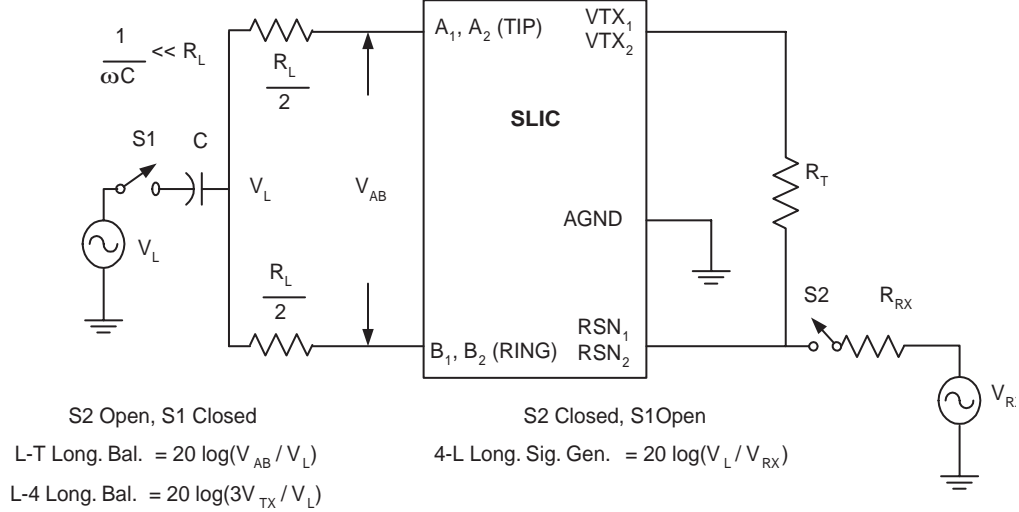 1
ωC
<< R_L
R_L
2
A_1, A_2 (TIP)
VTX_1
VTX_2
SLIC
S1
C
V_L
V_AB
R_T
AGND
V_L
R_L
2
S2
R_RX
RSN_1
RSN_2
B_1, B_2 (RING)
V_RX
S2 Open, S1 Closed
S2 Closed, S1Open
L-T Long. Bal. = 20 log(V_AB / V_L)
4-L Long. Sig. Gen. = 20 log(V_L / V_RX)
L-4 Long. Bal. = 20 log(3V_TX / V_L)